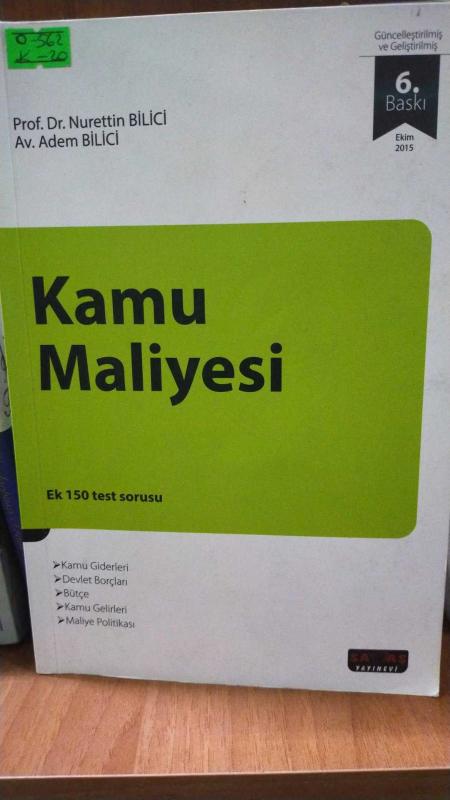 O-562
K-20
Güncelleştirilmiş
ve Geliştirilmiş
6.
Baskı
Ekim
2015
Prof. Dr. Nurettin BİLİCİ
Av. Adem BİLİCİ
Kamu
Maliyesi
Ek 150 test sorusu
➢Kamu Giderleri
➢Devlet Borçları
➢Bütçe
➢Kamu Gelirleri
➢Maliye Politikası
YAYINEVİ